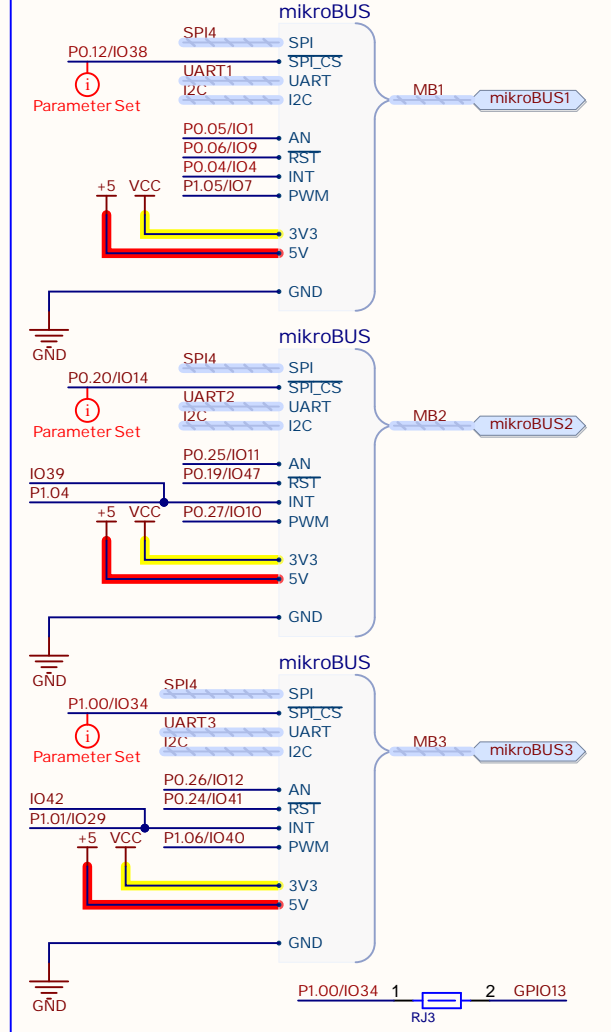 mikroBUS
SPI4
SPI
P0.12/IO38
SPI_CS
i
Parameter Set
UART1
UART
I2C
I2C
MB1
mikroBUS1
P0.05/IO1
AN
P0.06/IO9
RST
P0.04/IO4
INT
P1.05/IO7
PWM
+5
VCC
3V3
5V
GND
GND
mikroBUS
SPI4
SPI
P0.20/IO14
SPI_CS
i
Parameter Set
UART2
UART
I2C
I2C
MB2
mikroBUS2
P0.25/IO11
AN
IO39
P0.19/IO47
RST
P1.04
INT
+5
VCC
P0.27/IO10
PWM
3V3
5V
GND
GND
mikroBUS
SPI4
SPI
P1.00/IO34
SPI_CS
i
Parameter Set
UART3
UART
I2C
I2C
MB3
mikroBUS3
P0.26/IO12
AN
IO42
P0.24/IO41
RST
P1.01/IO29
INT
+5
VCC
P1.06/IO40
PWM
3V3
5V
GND
GND
P1.00/IO34 1 2 GPIO13
RJ3